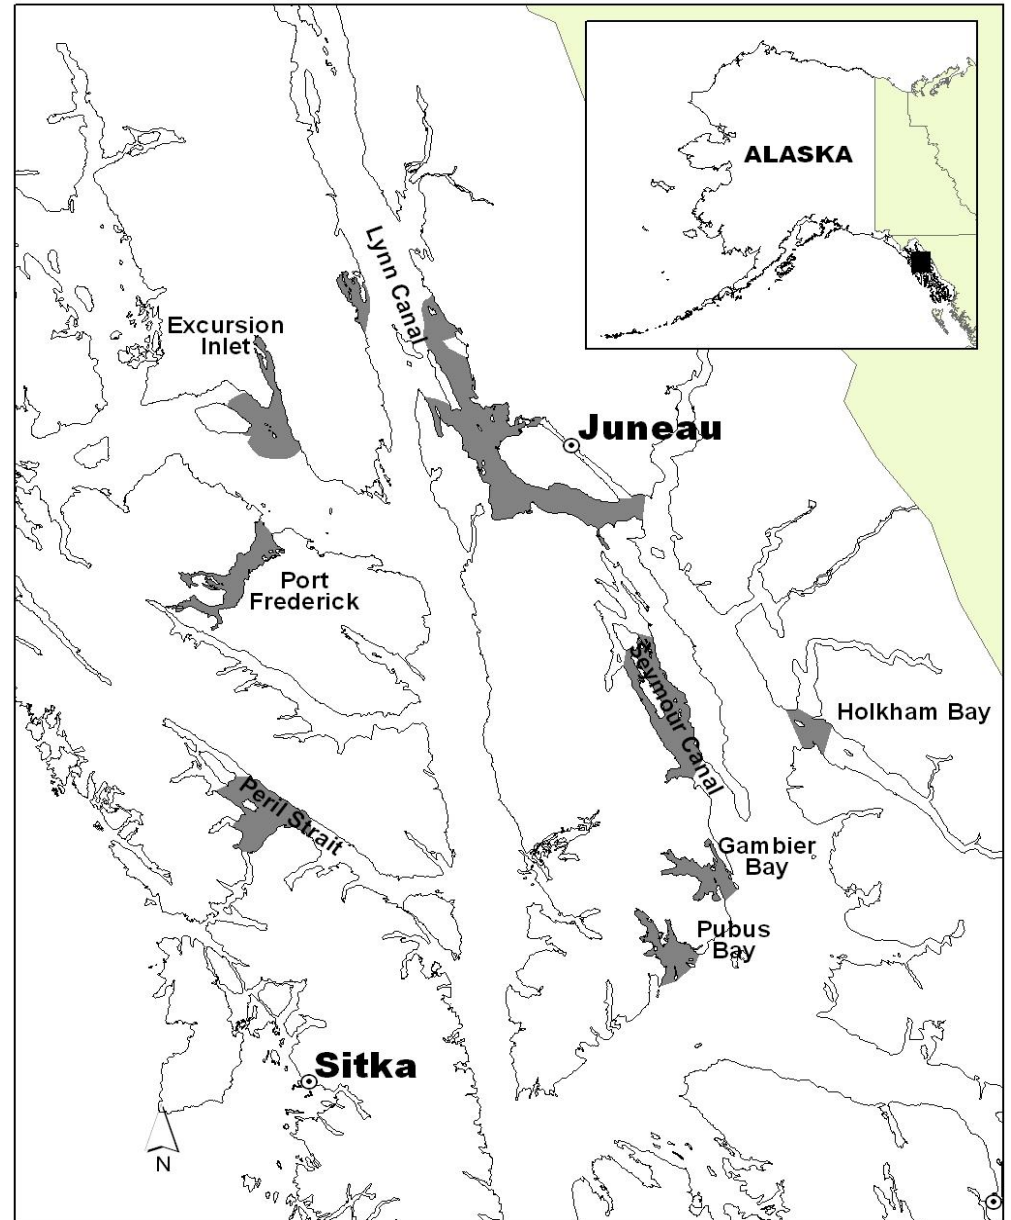 ALASKA
Lynn Canal
Excursion
Inlet
Juneau
Port
Frederick
Seymour Canal
Holkham Bay
Peril Strait
Gambier
Bay
Pubus
Bay
Sitka
N